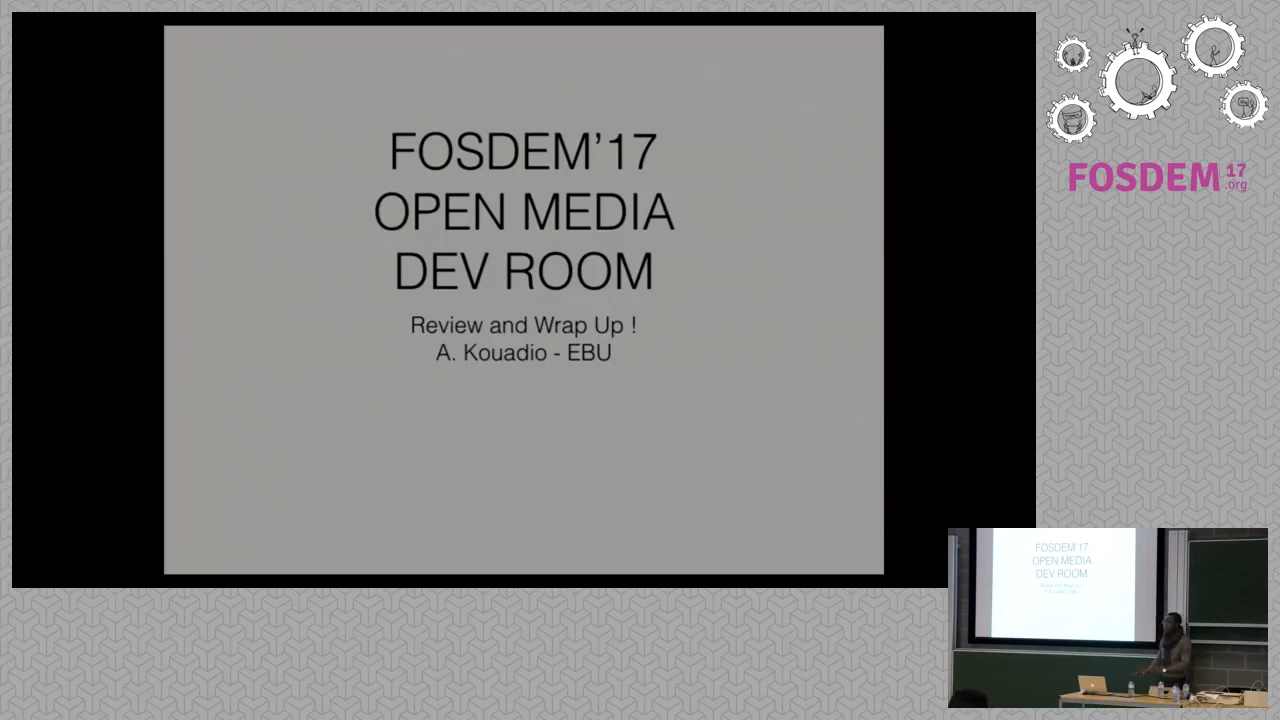 FOSDEM’17
OPEN MEDIA
DEV ROOM
Review and Wrap Up !
A. Kouadio - EBU
FOSDEM 17
.org
FOSDEM'17
OPEN MEDIA
DEV ROOM